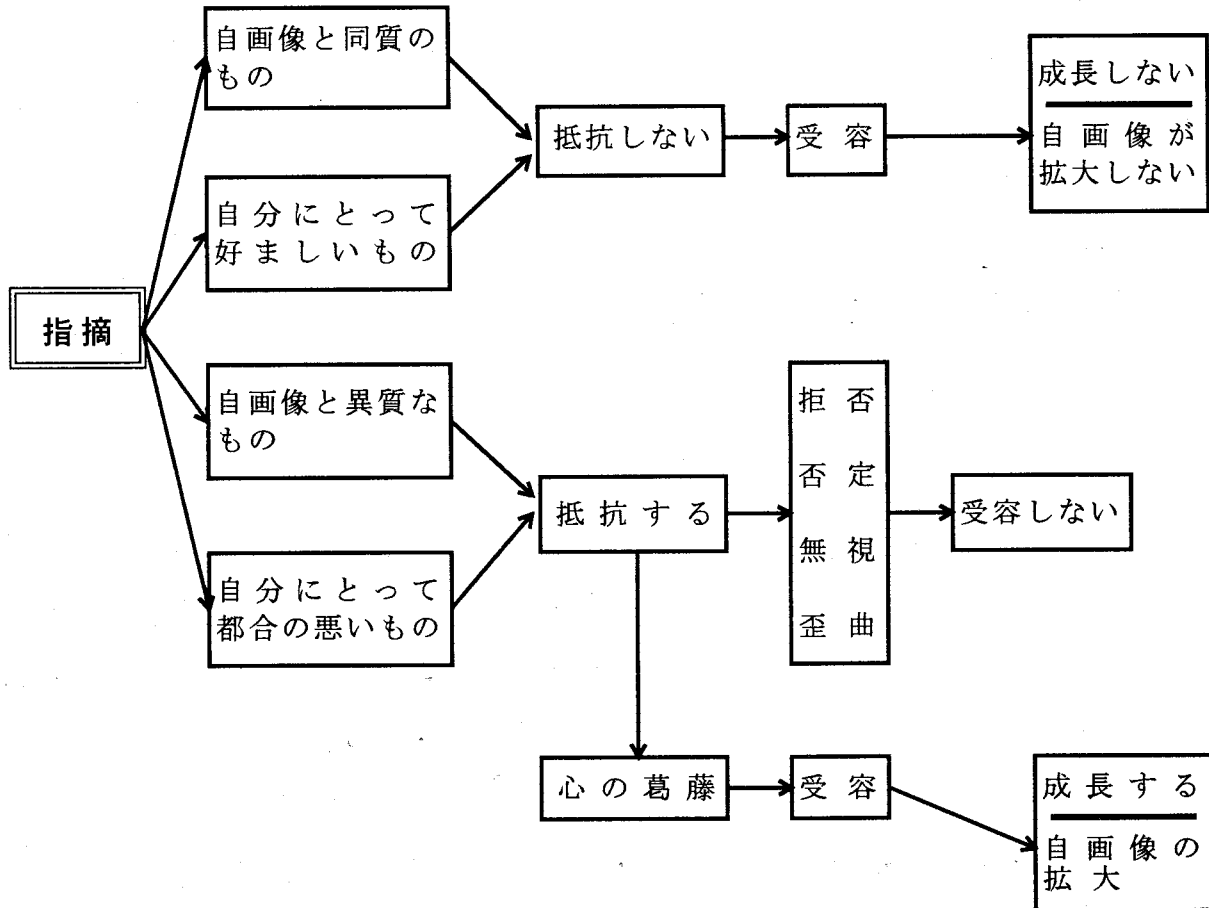 自画像と同質の
もの
自分にとって
好ましいもの
抵抗しない
受容
成長しない
自画像が
拡大しない
指摘
自画像と異質な
もの
自分にとって
都合の悪いもの
抵抗する
拒否
否定
無視
歪曲
受容しない
心の葛藤
受容
成長する
自画像の
拡大